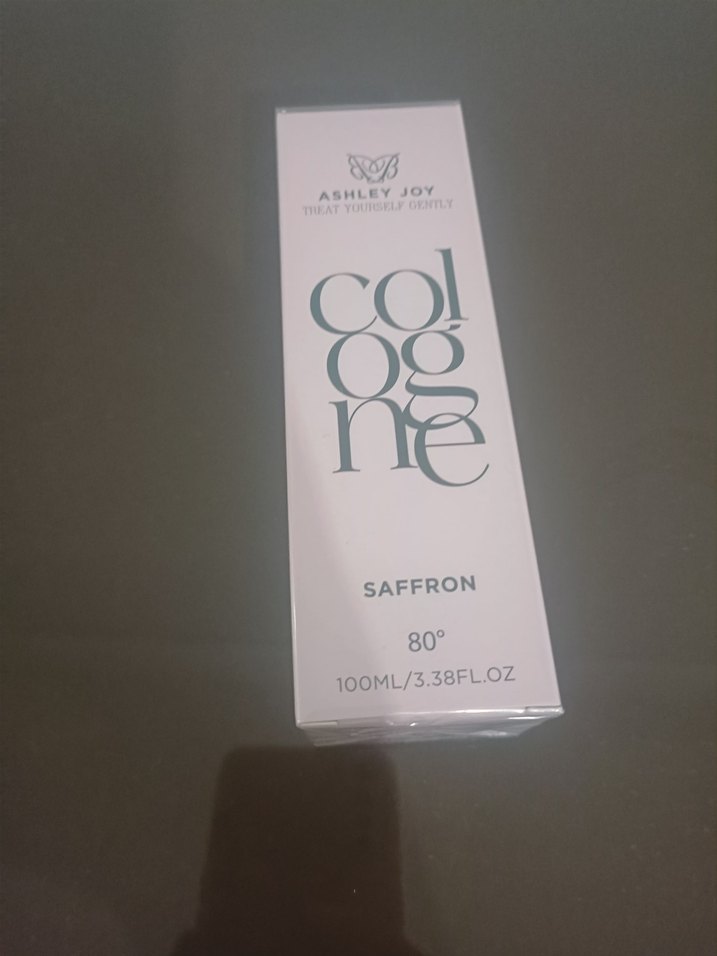 ASHLEY JOY
TREAT YOURSELF GENTLY
col
og
ne
SAFFRON
80°
100ML/3.38FL.OZ